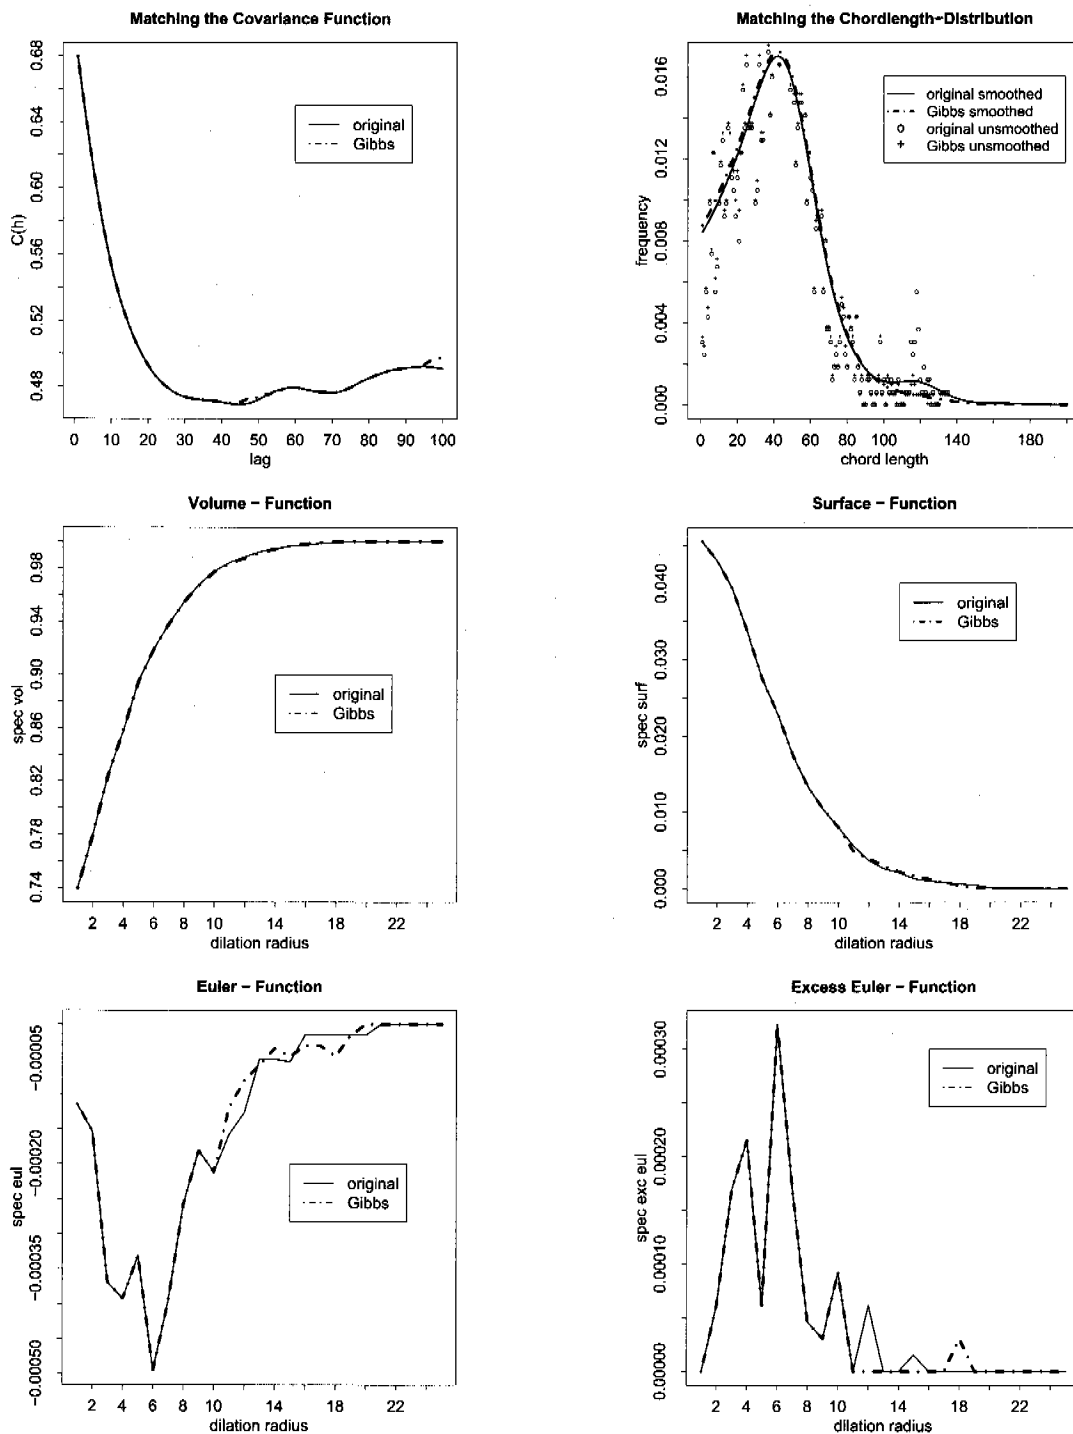 Matching the Covariance Function
C(h)
0.68
0.64
0.60
0.56
0.52
0.48
original
Gibbs
0 10 20 30 40 50 60 70 80 90 100
lag
Matching the Chordlength-Distribution
frequency
0.016
0.012
0.008
0.004
0.000
original smoothed
Gibbs smoothed
original unsmoothed
Gibbs unsmoothed
0 20 40 60 80 100 140 180
chord length
Volume - Function
spec vol
0.98
0.94
0.90
0.86
0.82
0.78
0.74
original
Gibbs
2 4 6 8 10 14 18 22
dilation radius
Surface - Function
spec surf
0.040
0.030
0.020
0.010
0.000
original
Gibbs
2 4 6 8 10 14 18 22
dilation radius
Euler - Function
spec eul
-0.00005
-0.00020
-0.00035
-0.00050
original
Gibbs
2 4 6 8 10 14 18 22
dilation radius
Excess Euler - Function
spec exc eul
0.00030
0.00020
0.00010
0.00000
original
Gibbs
2 4 6 8 10 14 18 22
dilation radius